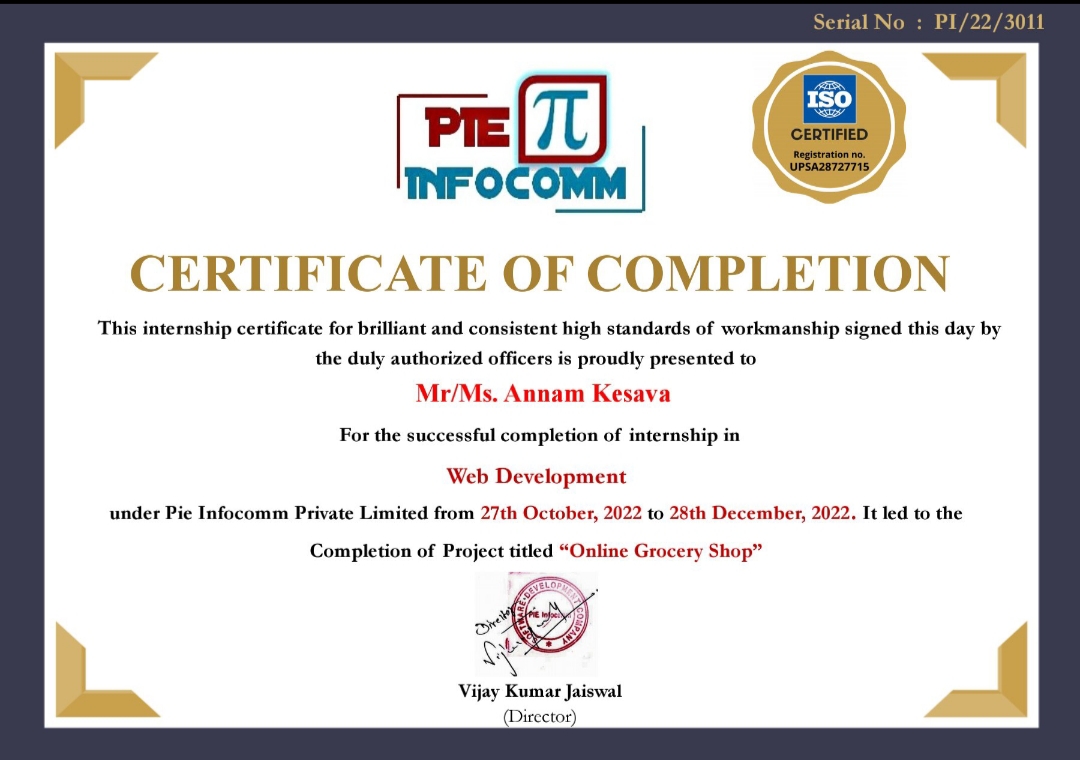 Serial No : PI/22/3011
PIE π
INFOCOMM
ISO
CERTIFIED
Registration no.
UPSA28727715
CERTIFICATE OF COMPLETION
This internship certificate for brilliant and consistent high standards of workmanship signed this day by
the duly authorized officers is proudly presented to
Mr/Ms. Annam Kesava
For the successful completion of internship in
Web Development
under Pie Infocomm Private Limited from 27th October, 2022 to 28th December, 2022. It led to the
Completion of Project titled “Online Grocery Shop”
SOFTWARE DEVELOPMENT COMPANY
Director
Vijay Kumar Jaiswal
(Director)